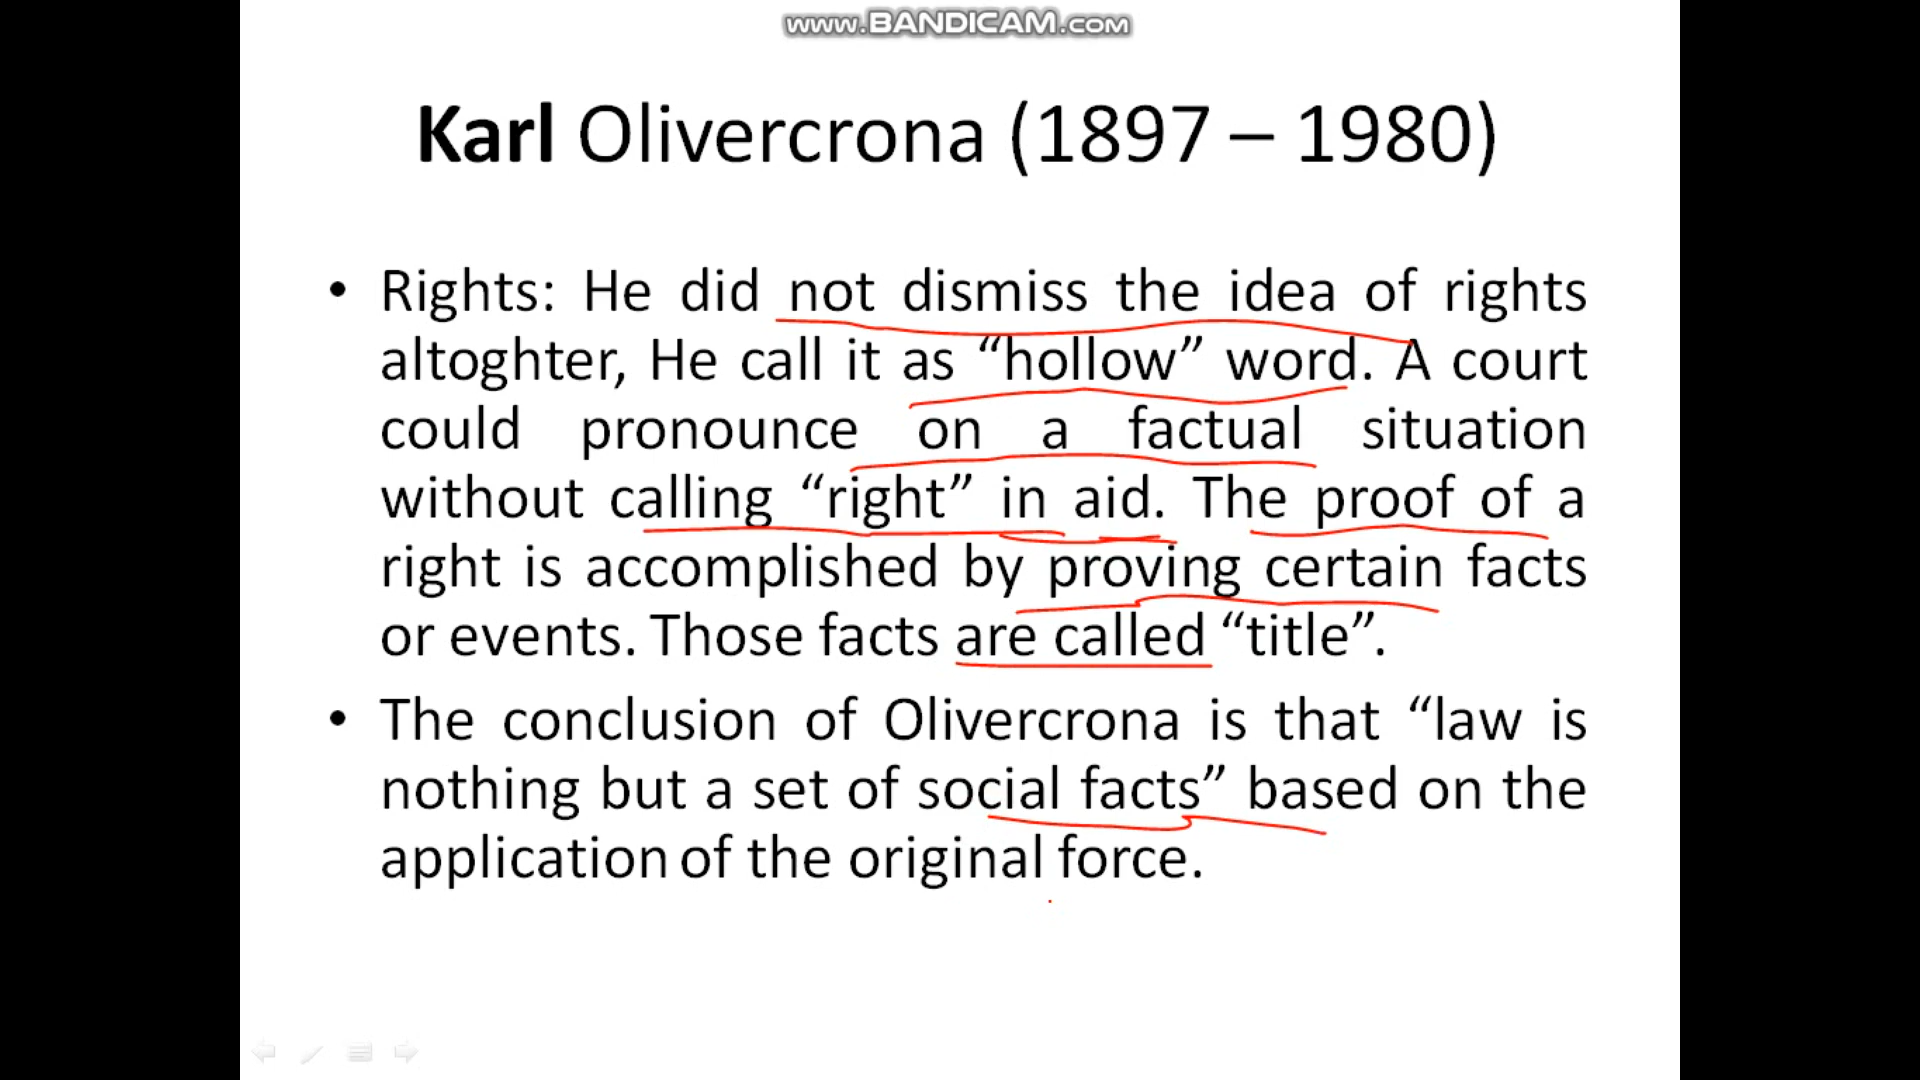 www.BANDICAM.com
Karl Olivercrona (1897 – 1980)
• Rights: He did not dismiss the idea of rights
altoghter, He call it as “hollow” word. A court
could pronounce on a factual situation
without calling “right” in aid. The proof of a
right is accomplished by proving certain facts
or events. Those facts are called “title”.
• The conclusion of Olivercrona is that “law is
nothing but a set of social facts” based on the
application of the original force.